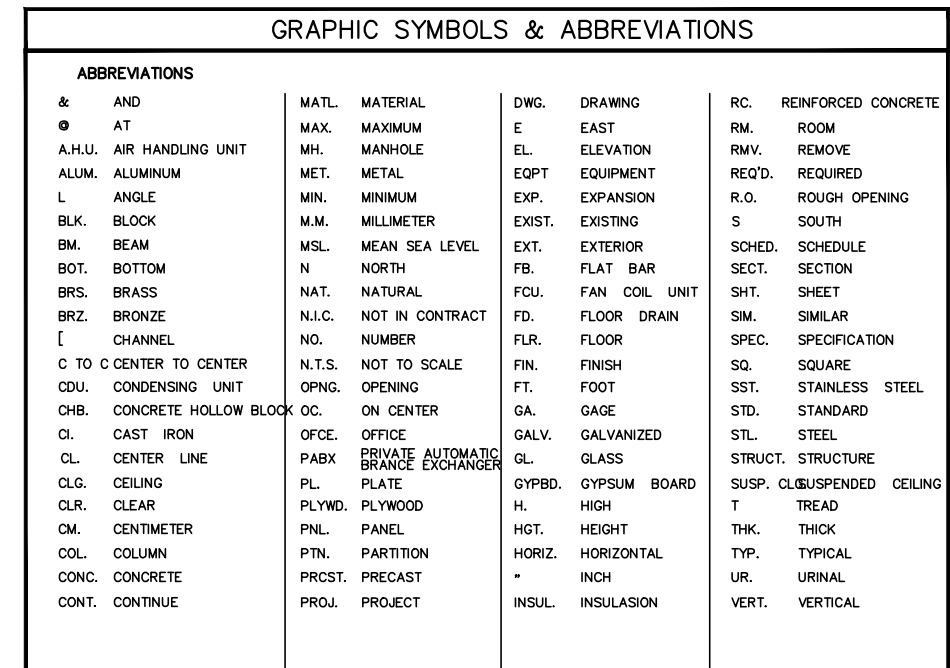 GRAPHIC SYMBOLS & ABBREVIATIONS
ABBREVIATIONS
& AND
@ AT
A.H.U. AIR HANDLING UNIT
ALUM. ALUMINUM
L ANGLE
BLK. BLOCK
BM. BEAM
BOT. BOTTOM
BRS. BRASS
BRZ. BRONZE
[ CHANNEL
C TO C CENTER TO CENTER
CDU. CONDENSING UNIT
CHB. CONCRETE HOLLOW BLOCK
CI. CAST IRON
CL. CENTER LINE
CLG. CEILING
CLR. CLEAR
CM. CENTIMETER
COL. COLUMN
CONC. CONCRETE
CONT. CONTINUE
MATL. MATERIAL
MAX. MAXIMUM
MH. MANHOLE
MET. METAL
MIN. MINIMUM
M.M. MILLIMETER
MSL. MEAN SEA LEVEL
N NORTH
NAT. NATURAL
N.I.C. NOT IN CONTRACT
NO. NUMBER
N.T.S. NOT TO SCALE
OPNG. OPENING
OC. ON CENTER
OFCE. OFFICE
PABX PRIVATE AUTOMATIC
BRANCE EXCHANGER
PL. PLATE
PLYWD. PLYWOOD
PNL. PANEL
PTN. PARTITION
PRCST. PRECAST
PROJ. PROJECT
DWG. DRAWING
E EAST
EL. ELEVATION
EQPT EQUIPMENT
EXP. EXPANSION
EXIST. EXISTING
EXT. EXTERIOR
FB. FLAT BAR
FCU. FAN COIL UNIT
FD. FLOOR DRAIN
FLR. FLOOR
FIN. FINISH
FT. FOOT
GA. GAGE
GALV. GALVANIZED
GL. GLASS
GYPBD. GYPSUM BOARD
H. HIGH
HGT. HEIGHT
HORIZ. HORIZONTAL
" INCH
INSUL. INSULASION
RC. REINFORCED CONCRETE
RM. ROOM
RMV. REMOVE
REQ'D. REQUIRED
R.O. ROUGH OPENING
S SOUTH
SCHED. SCHEDULE
SECT. SECTION
SHT. SHEET
SIM. SIMILAR
SPEC. SPECIFICATION
SQ. SQUARE
SST. STAINLESS STEEL
STD. STANDARD
STL. STEEL
STRUCT. STRUCTURE
SUSP. CLG. SUSPENDED CEILING
T TREAD
THK. THICK
TYP. TYPICAL
UR. URINAL
VERT. VERTICAL